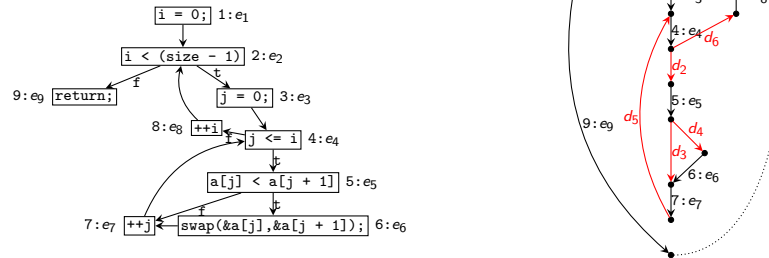 i = 0; 1:e₁
i < (size - 1) 2:e₂
f t
9:e₉ return; j = 0; 3:e₃
8:e₈ ++i f j <= i 4:e₄
t
a[j] < a[j + 1] 5:e₅
f t
7:e₇ ++j swap(&a[j],&a[j + 1]); 6:e₆
4:e₄
d₆
d₂
5:e₅
9:e₉ d₅ d₄
d₃
6:e₆
7:e₇